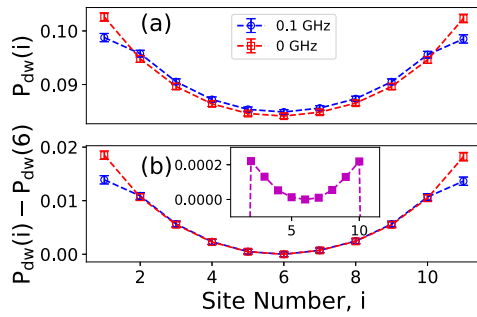 (a)
0.1 GHz
0 GHz
0.10
0.09
P_dw(i)
(b)
0.02
0.01
0.00
P_dw(i) − P_dw(6)
0.0002
0.0000
5
10
2
4
6
8
10
Site Number, i